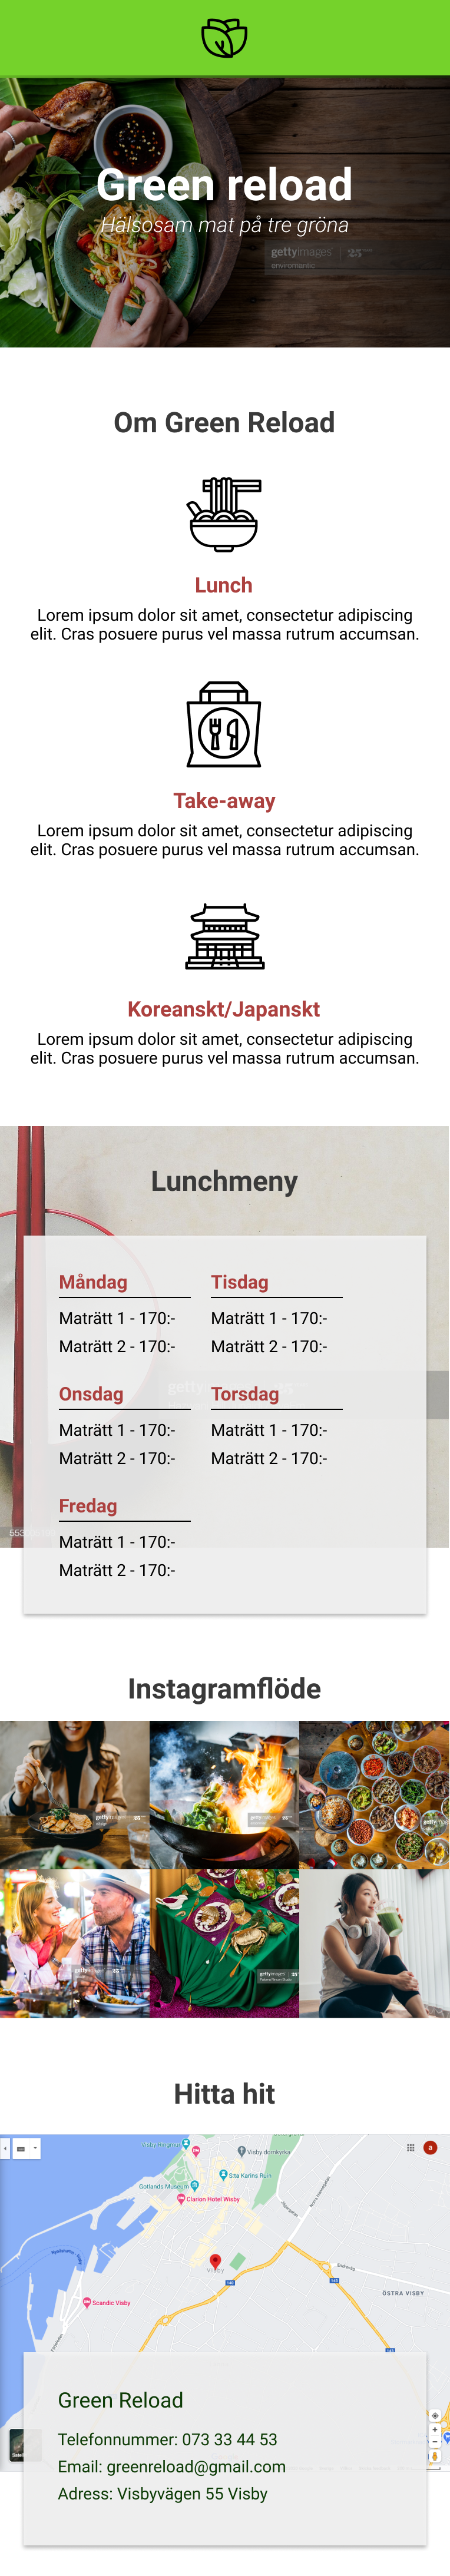 Green reload
Hälsosam mat på tre gröna
gettyimages
enviromantic
Om Green Reload
Lunch
Lorem ipsum dolor sit amet, consectetur adipiscing
elit. Cras posuere purus vel massa rutrum accumsan.
Take-away
Lorem ipsum dolor sit amet, consectetur adipiscing
elit. Cras posuere purus vel massa rutrum accumsan.
Koreanskt/Japanskt
Lorem ipsum dolor sit amet, consectetur adipiscing
elit. Cras posuere purus vel massa rutrum accumsan.
Lunchmeny
Måndag
Maträtt 1 - 170:-
Maträtt 2 - 170:-
Tisdag
Maträtt 1 - 170:-
Maträtt 2 - 170:-
Onsdag
Maträtt 1 - 170:-
Maträtt 2 - 170:-
Torsdag
Maträtt 1 - 170:-
Maträtt 2 - 170:-
Fredag
Maträtt 1 - 170:-
Maträtt 2 - 170:-
Instagramflöde
gettyimages
Hitta hit
a
Visby Ringmur
Visby domkyrka
S:ta Karins Ruin
Gotlands Museum
Clarion Hotel Wisby
Visby
Scandic Visby
ÖSTRA VISBY
Green Reload
Telefonnummer: 073 33 44 53
Email: greenreload@gmail.com
Adress: Visbyvägen 55 Visby